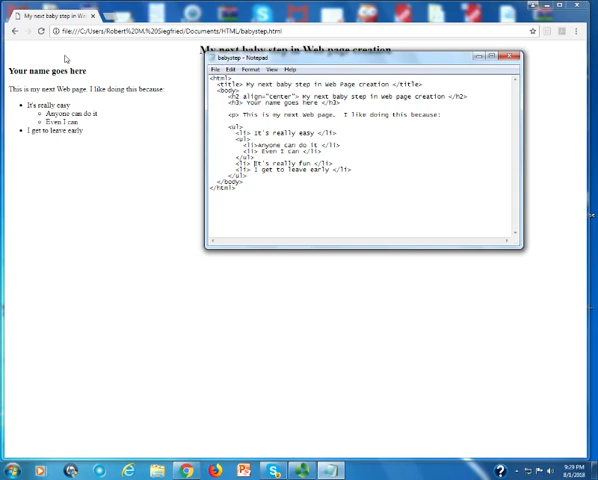 My next baby step in We
file:///C:/Users/Robert%20M.%20Siegfried/Documents/HTML/babystep.html
My next baby step in Web page creation
Your name goes here
This is my next Web page. I like doing this because:
It's really easy
Anyone can do it
Even I can
I get to leave early
babystep - Notepad
File Edit Format View Help
<html>
<title> My next baby step in Web Page creation </title>
<body>
<h2 align="center"> My next baby step in Web page creation </h2>
<h3> Your name goes here </h3>
<p> This is my next Web page. I like doing this because:
<ul>
<li> It's really easy </li>
<ul>
<li>Anyone can do it </li>
<li> Even I can </li>
</ul>
<li> It's really fun </li>
<li> I get to leave early </li>
</ul>
</body>
</html>
9:29 PM
8/1/2018